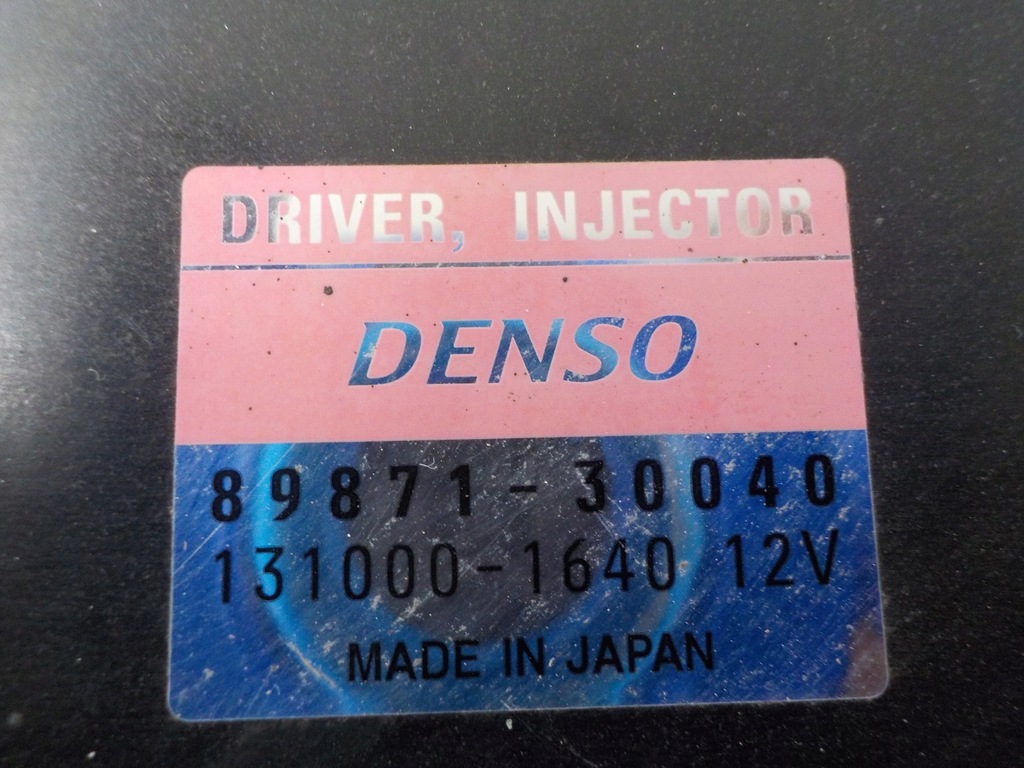 DRIVER, INJECTOR
DENSO
89871-30040
131000-1640 12V
MADE IN JAPAN